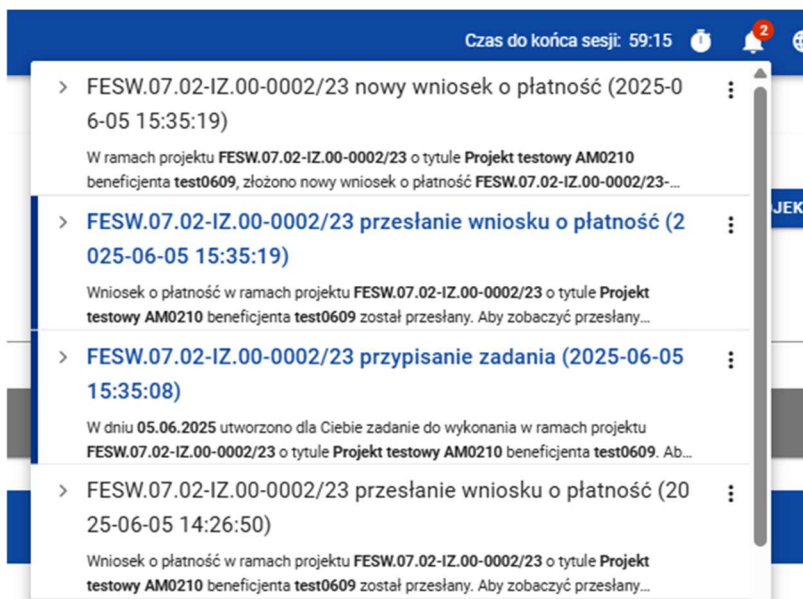 Czas do końca sesji: 59:15
2
FESW.07.02-IZ.00-0002/23 nowy wniosek o płatność (2025-0
6-05 15:35:19)
W ramach projektu FESW.07.02-IZ.00-0002/23 o tytule Projekt testowy AM0210
beneficjenta test0609, złożono nowy wniosek o płatność FESW.07.02-IZ.00-0002/23-...
JEK
FESW.07.02-IZ.00-0002/23 przesłanie wniosku o płatność (2
025-06-05 15:35:19)
Wniosek o płatność w ramach projektu FESW.07.02-IZ.00-0002/23 o tytule Projekt
testowy AM0210 beneficjenta test0609 został przesłany. Aby zobaczyć przesłany...
FESW.07.02-IZ.00-0002/23 przypisanie zadania (2025-06-05
15:35:08)
W dniu 05.06.2025 utworzono dla Ciebie zadanie do wykonania w ramach projektu
FESW.07.02-IZ.00-0002/23 o tytule Projekt testowy AM0210 beneficjenta test0609. Ab...
FESW.07.02-IZ.00-0002/23 przesłanie wniosku o płatność (20
25-06-05 14:26:50)
Wniosek o płatność w ramach projektu FESW.07.02-IZ.00-0002/23 o tytule Projekt
testowy AM0210 beneficjenta test0609 został przesłany. Aby zobaczyć przesłany...